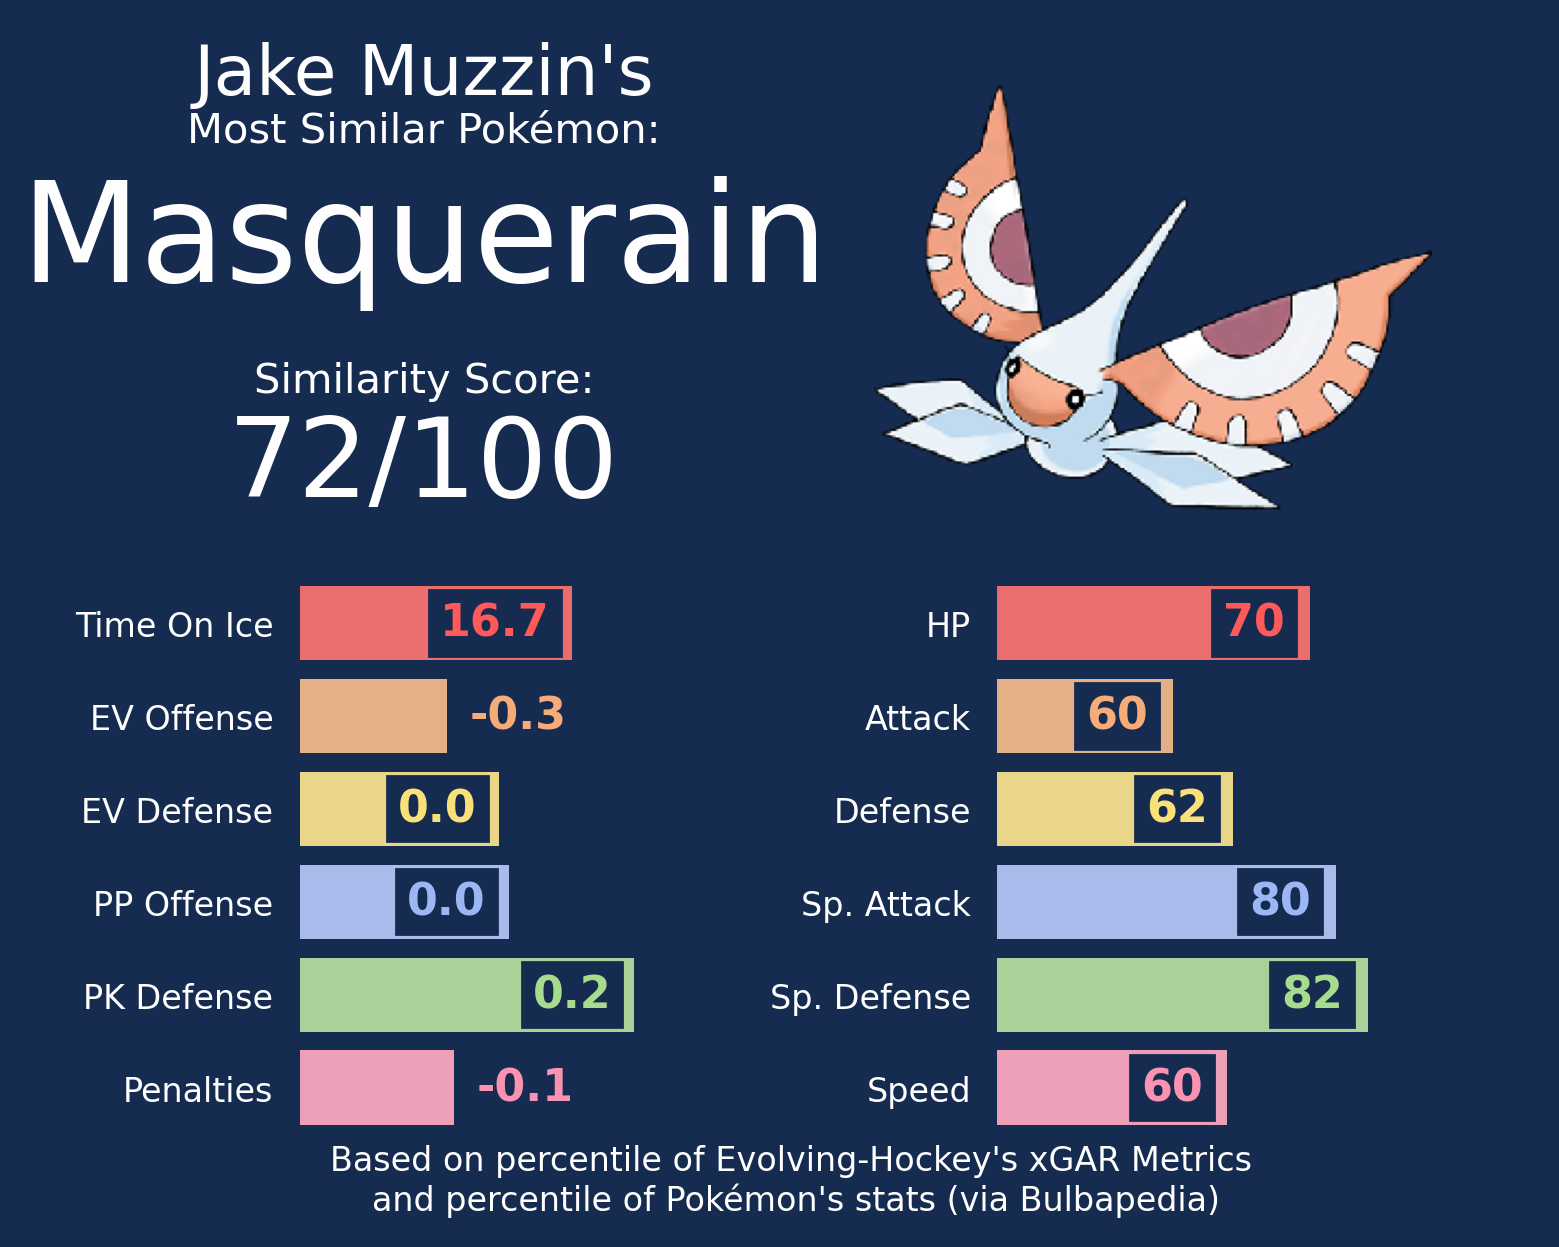 Jake Muzzin's
Most Similar Pokémon:
Masquerain
Similarity Score:
72/100
Time On Ice 16.7
EV Offense -0.3
EV Defense 0.0
PP Offense 0.0
PK Defense 0.2
Penalties -0.1
HP 70
Attack 60
Defense 62
Sp. Attack 80
Sp. Defense 82
Speed 60
Based on percentile of Evolving-Hockey's xGAR Metrics
and percentile of Pokémon's stats (via Bulbapedia)